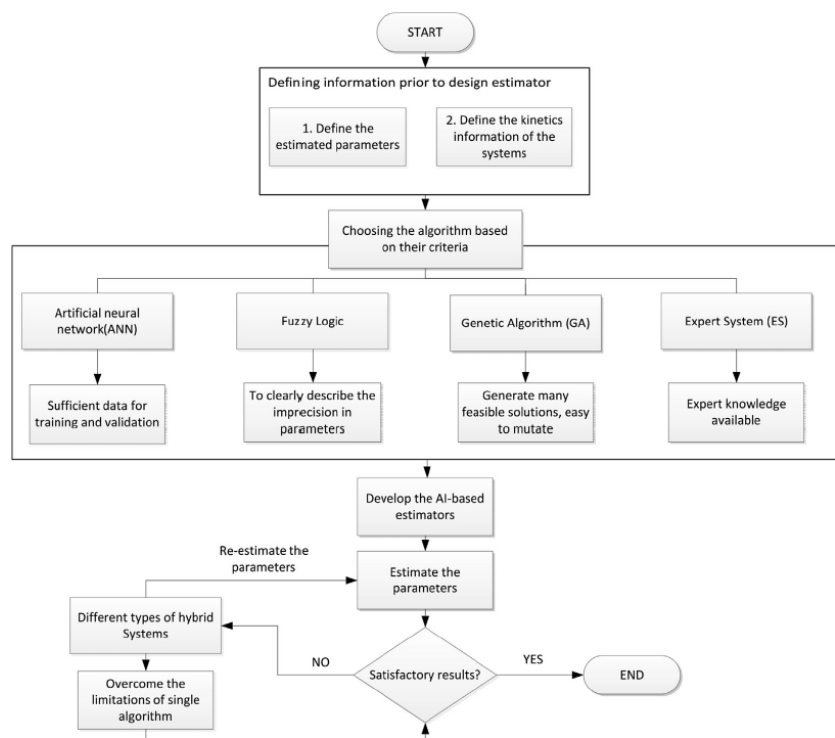 START
Defining information prior to design estimator
1. Define the
estimated parameters
2. Define the kinetics
information of the
systems
Choosing the algorithm based
on their criteria
Artificial neural
network(ANN)
Fuzzy Logic
Genetic Algorithm (GA)
Expert System (ES)
Sufficient data for
training and validation
To clearly describe the
imprecision in
parameters
Generate many
feasible solutions, easy
to mutate
Expert knowledge
available
Develop the AI-based
estimators
Re-estimate the
parameters
Estimate the
parameters
Different types of hybrid
Systems
NO
Satisfactory results?
YES
END
Overcome the
limitations of single
algorithm